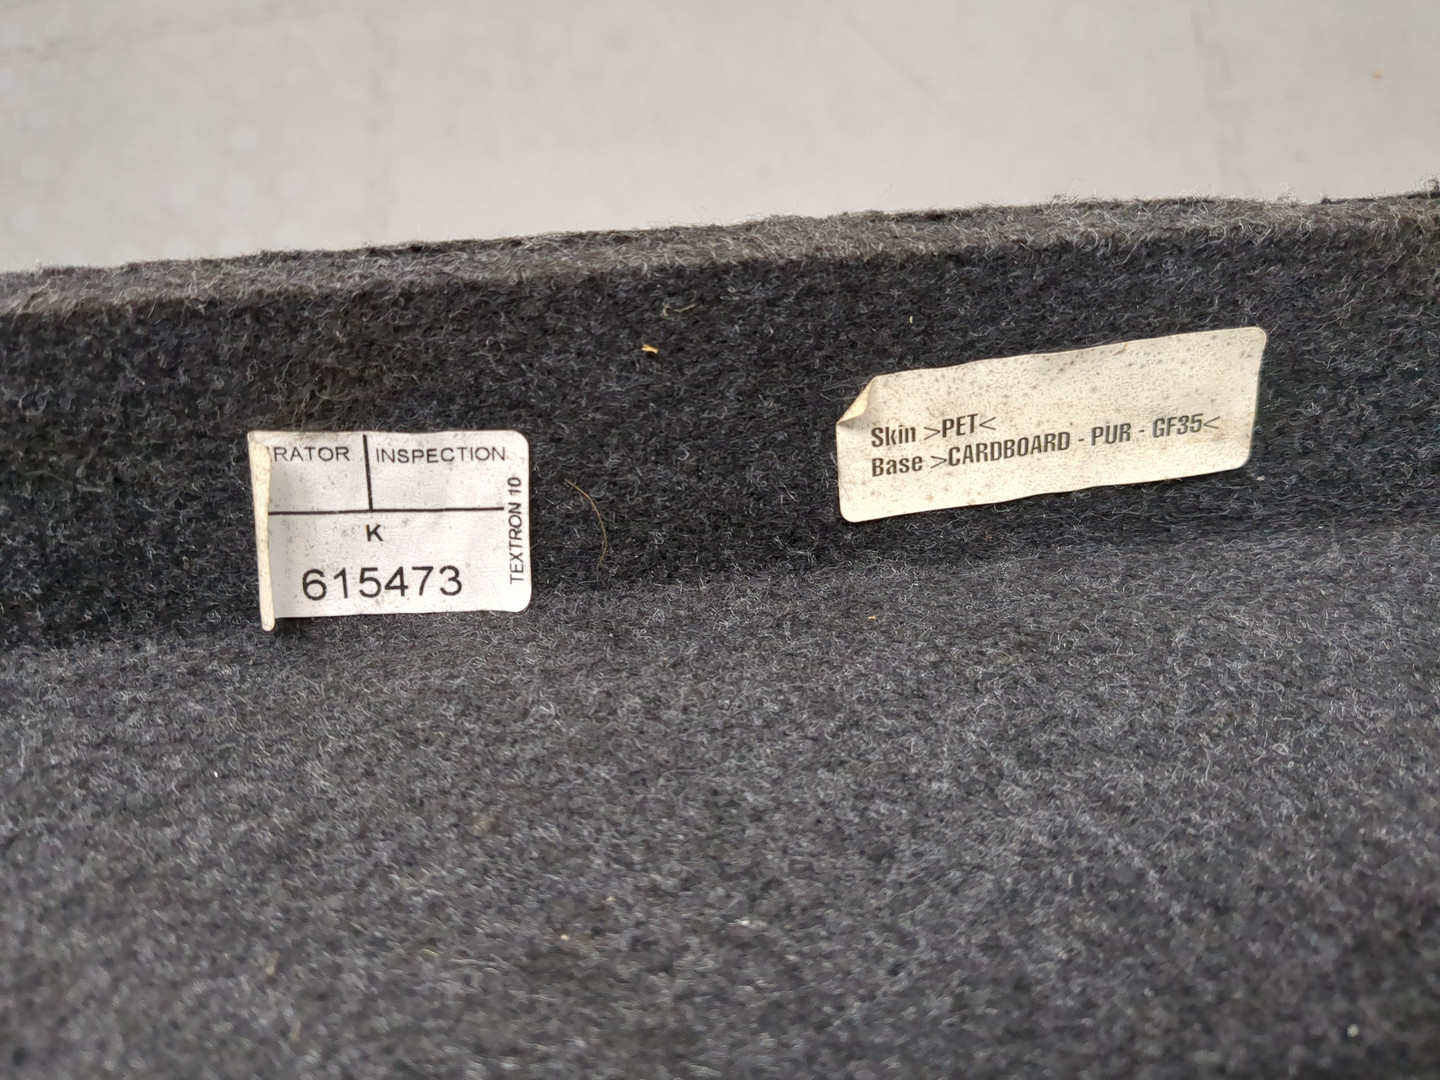 RATOR
INSPECTION
K
615473
TEXTRON 10
Skin >PET<
Base >CARDBOARD - PUR - GF35<